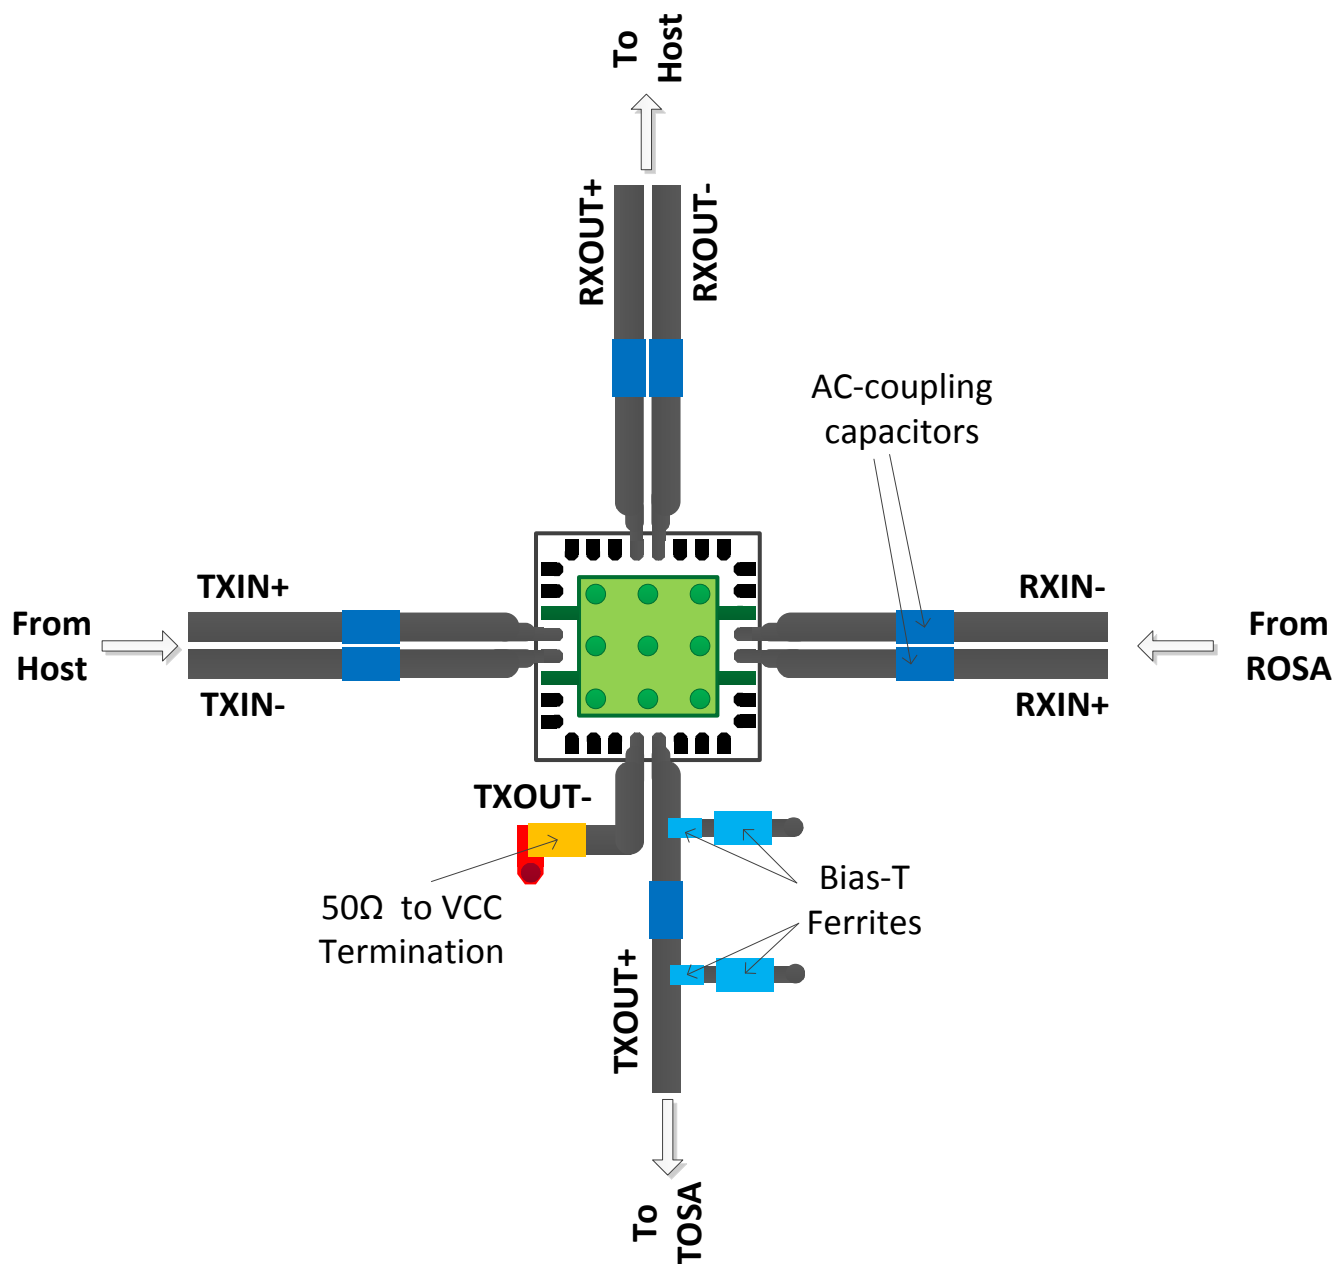 To
Host
RXOUT+
RXOUT-
AC-coupling
capacitors
TXIN+
RXIN-
From
Host
From
ROSA
TXIN-
RXIN+
TXOUT-
50Ω to VCC
Termination
Bias-T
Ferrites
TXOUT+
To
TOSA